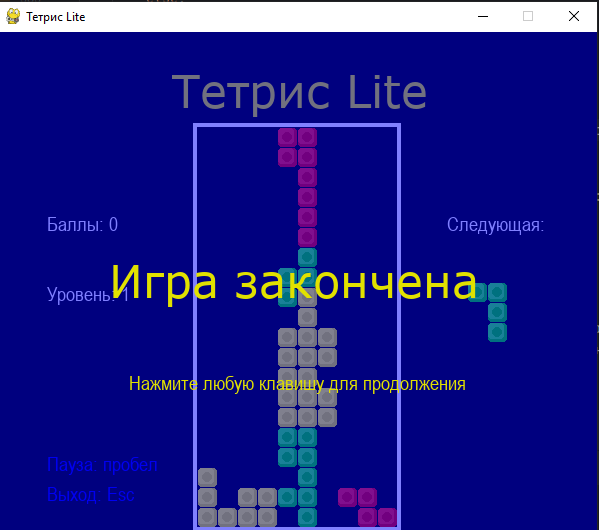 Тетрис Lite
Тетрис Lite
Баллы: 0
Следующая:
Игра закончена
Уровень: 1
Нажмите любую клавишу для продолжения
Пауза: пробел
Выход: Esc